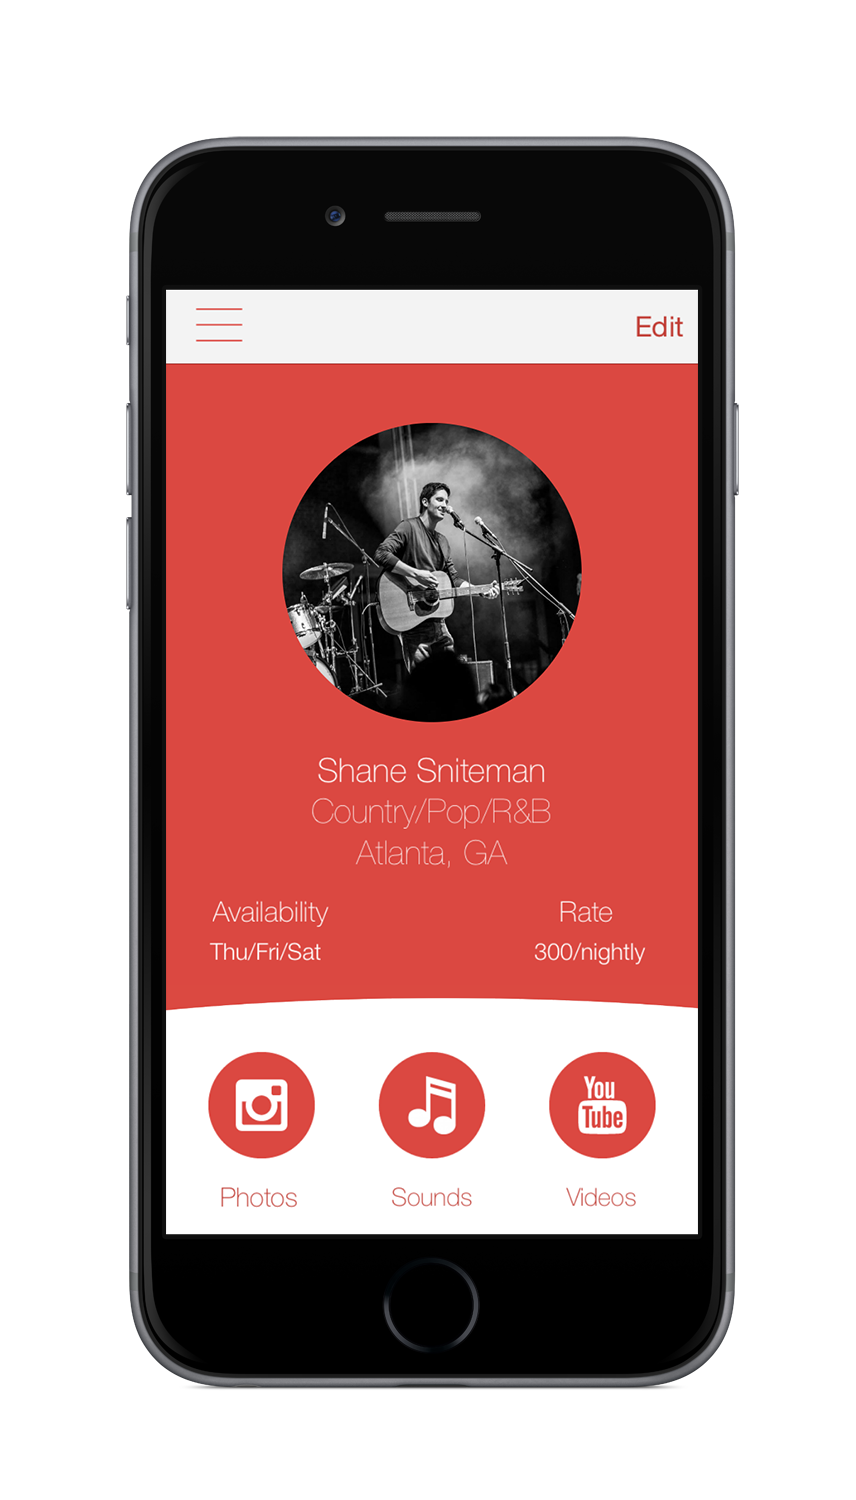 Edit
Shane Sniteman
Country/Pop/R&B
Atlanta, GA
Availability
Rate
Thu/Fri/Sat
300/nightly
You
Tube
Photos
Sounds
Videos